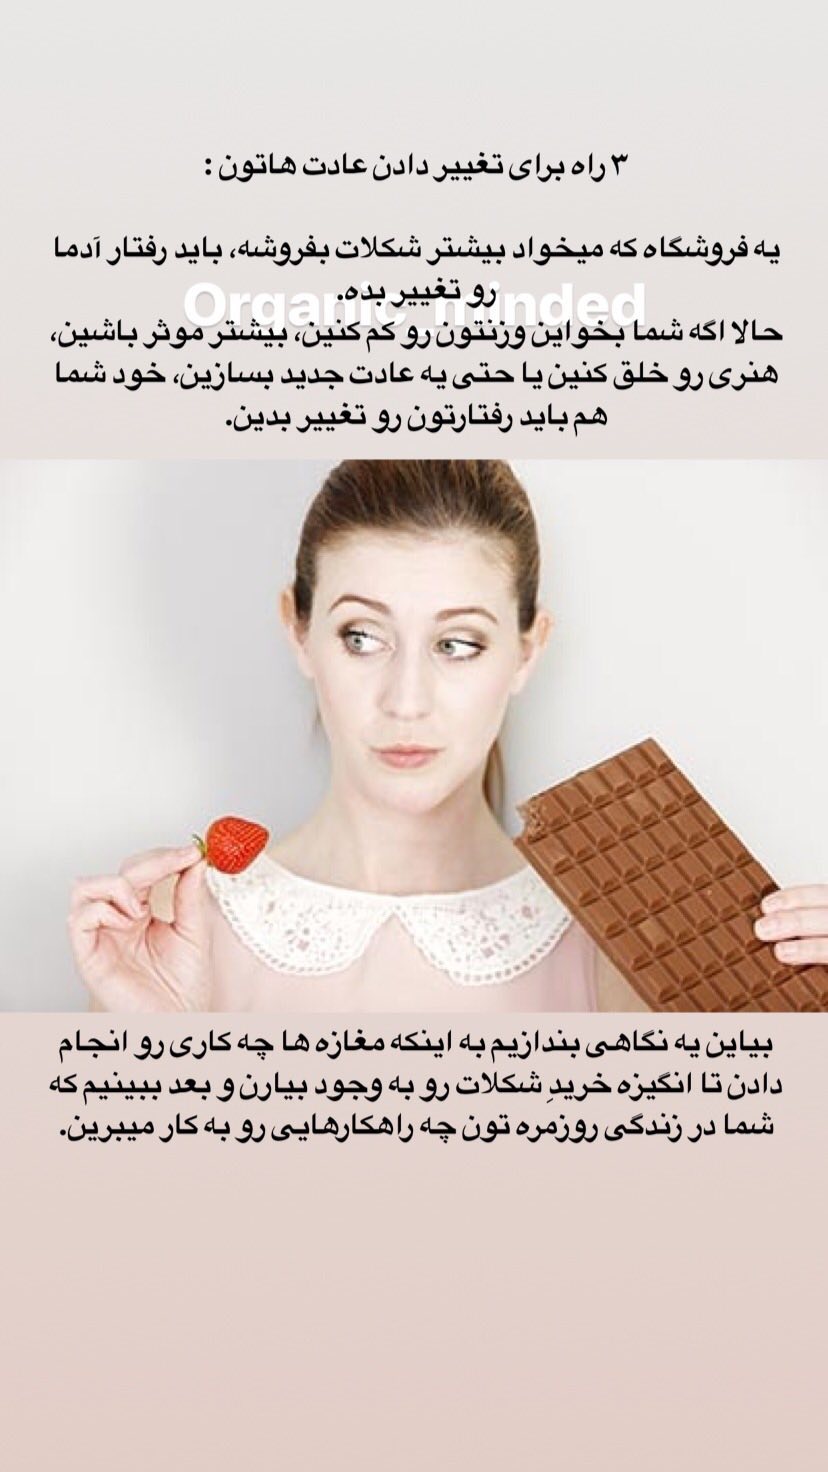 ۳ راه برای تغییر دادن عادت هاتون :
یه فروشگاه که میخواد بیشتر شکلات بفروشه، باید رفتار آدما
رو تغییر بده.
Organic_minded
حالا اگه شما بخواین وزنتون رو کم کنین، بیشتر موثر باشین،
هنری رو خلق کنین یا حتی یه عادت جدید بسازین، خود شما
هم باید رفتارتون رو تغییر بدین.
بیاین یه نگاهی بندازیم به اینکه مغازه ها چه کاری رو انجام
دادن تا انگیزه خریدِ شکلات رو به وجود بیارن و بعد ببینیم که
شما در زندگی روزمره تون چه راهکارهایی رو به کار میبرین.